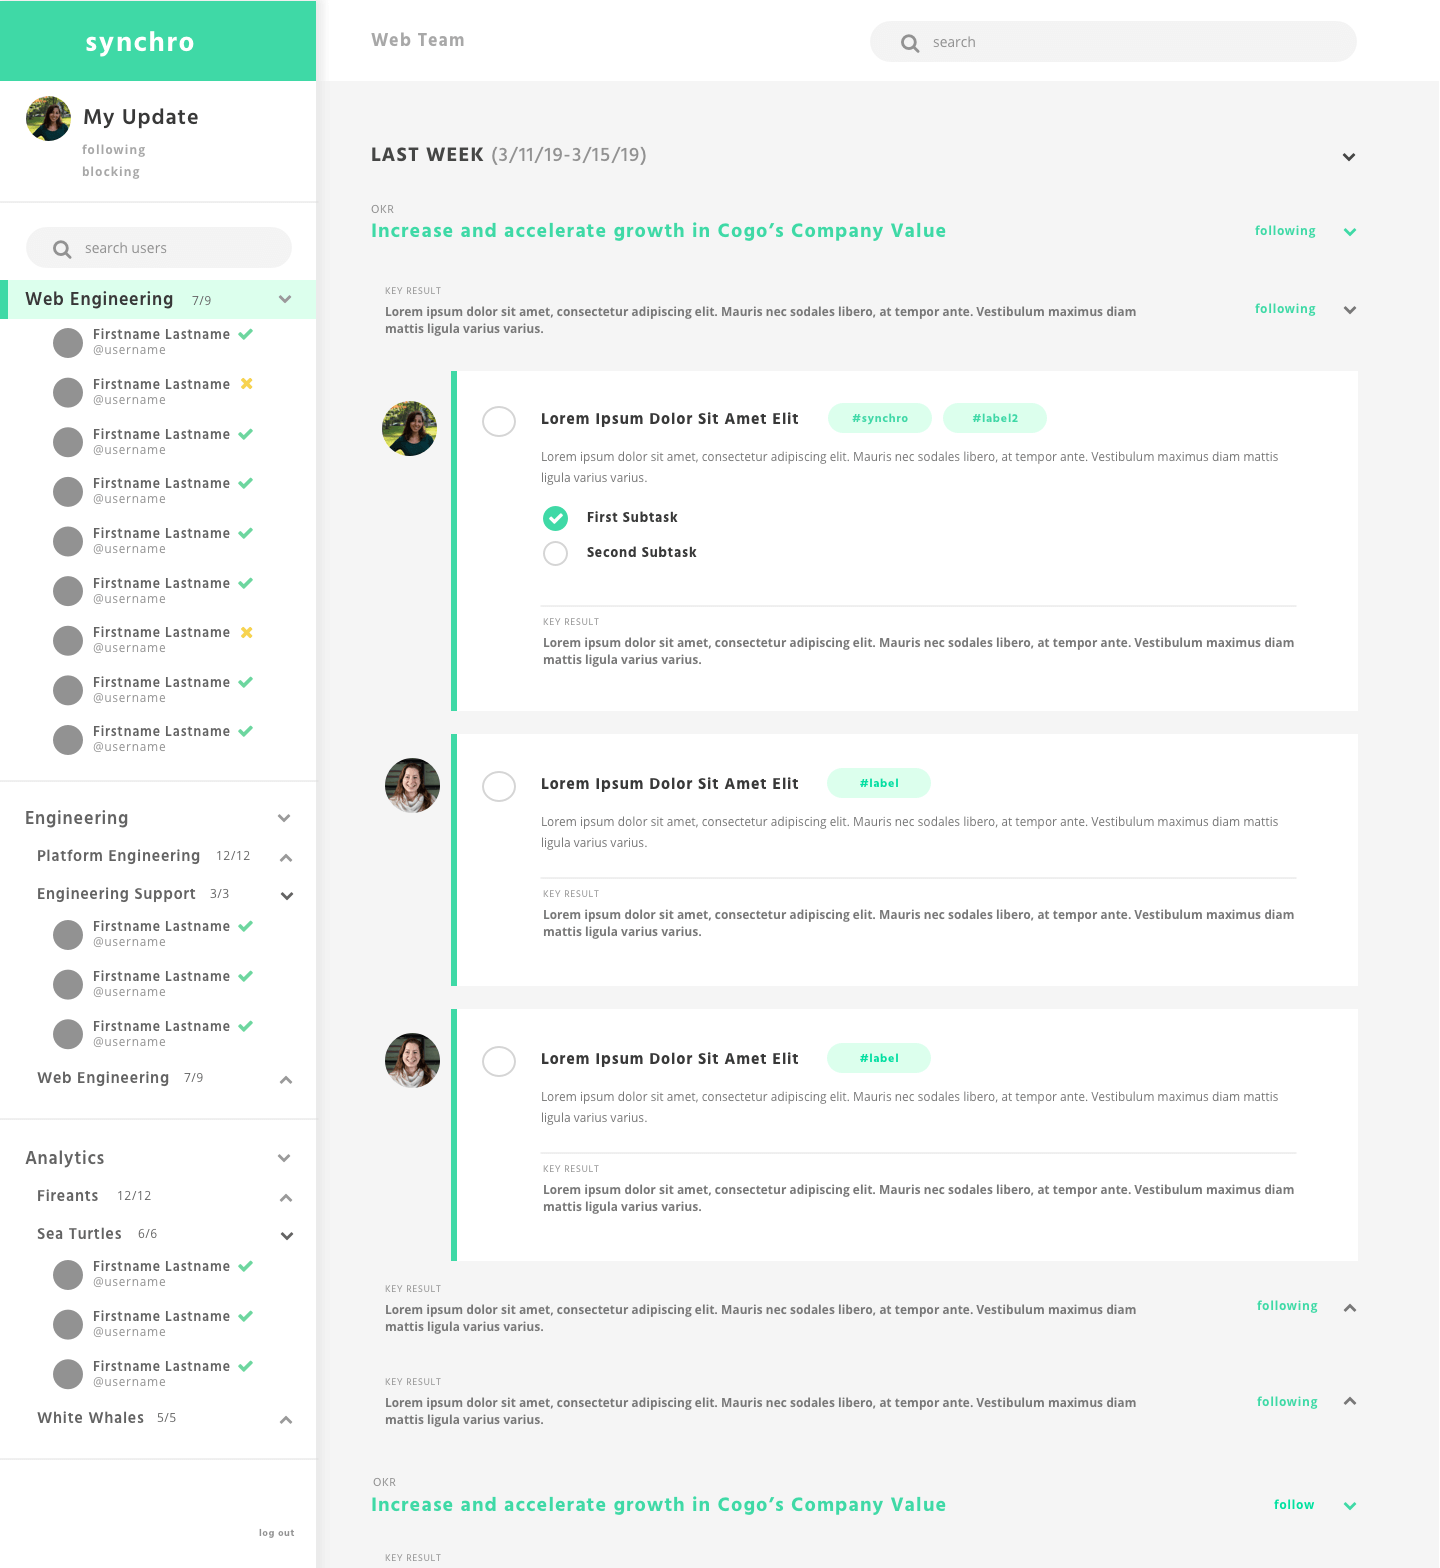 synchro
My Update
following
blocking
search users
Web Engineering 7/9
Firstname Lastname
@username
Firstname Lastname
@username
Firstname Lastname
@username
Firstname Lastname
@username
Firstname Lastname
@username
Firstname Lastname
@username
Firstname Lastname
@username
Firstname Lastname
@username
Firstname Lastname
@username
Engineering
Platform Engineering 12/12
Engineering Support 3/3
Firstname Lastname
@username
Firstname Lastname
@username
Firstname Lastname
@username
Web Engineering 7/9
Analytics
Fireants 12/12
Sea Turtles 6/6
Firstname Lastname
@username
Firstname Lastname
@username
Firstname Lastname
@username
White Whales 5/5
log out
Web Team
search
LAST WEEK (3/11/19-3/15/19)
OKR
Increase and accelerate growth in Cogo’s Company Value
following
KEY RESULT
Lorem ipsum dolor sit amet, consectetur adipiscing elit. Mauris nec sodales libero, at tempor ante. Vestibulum maximus diam
mattis ligula varius varius.
following
Lorem Ipsum Dolor Sit Amet Elit
#synchro
#label2
Lorem ipsum dolor sit amet, consectetur adipiscing elit. Mauris nec sodales libero, at tempor ante. Vestibulum maximus diam mattis
ligula varius varius.
First Subtask
Second Subtask
KEY RESULT
Lorem ipsum dolor sit amet, consectetur adipiscing elit. Mauris nec sodales libero, at tempor ante. Vestibulum maximus diam
mattis ligula varius varius.
Lorem Ipsum Dolor Sit Amet Elit
#label
Lorem ipsum dolor sit amet, consectetur adipiscing elit. Mauris nec sodales libero, at tempor ante. Vestibulum maximus diam mattis
ligula varius varius.
KEY RESULT
Lorem ipsum dolor sit amet, consectetur adipiscing elit. Mauris nec sodales libero, at tempor ante. Vestibulum maximus diam
mattis ligula varius varius.
Lorem Ipsum Dolor Sit Amet Elit
#label
Lorem ipsum dolor sit amet, consectetur adipiscing elit. Mauris nec sodales libero, at tempor ante. Vestibulum maximus diam mattis
ligula varius varius.
KEY RESULT
Lorem ipsum dolor sit amet, consectetur adipiscing elit. Mauris nec sodales libero, at tempor ante. Vestibulum maximus diam
mattis ligula varius varius.
KEY RESULT
Lorem ipsum dolor sit amet, consectetur adipiscing elit. Mauris nec sodales libero, at tempor ante. Vestibulum maximus diam
mattis ligula varius varius.
following
KEY RESULT
Lorem ipsum dolor sit amet, consectetur adipiscing elit. Mauris nec sodales libero, at tempor ante. Vestibulum maximus diam
mattis ligula varius varius.
following
OKR
Increase and accelerate growth in Cogo’s Company Value
follow
KEY RESULT